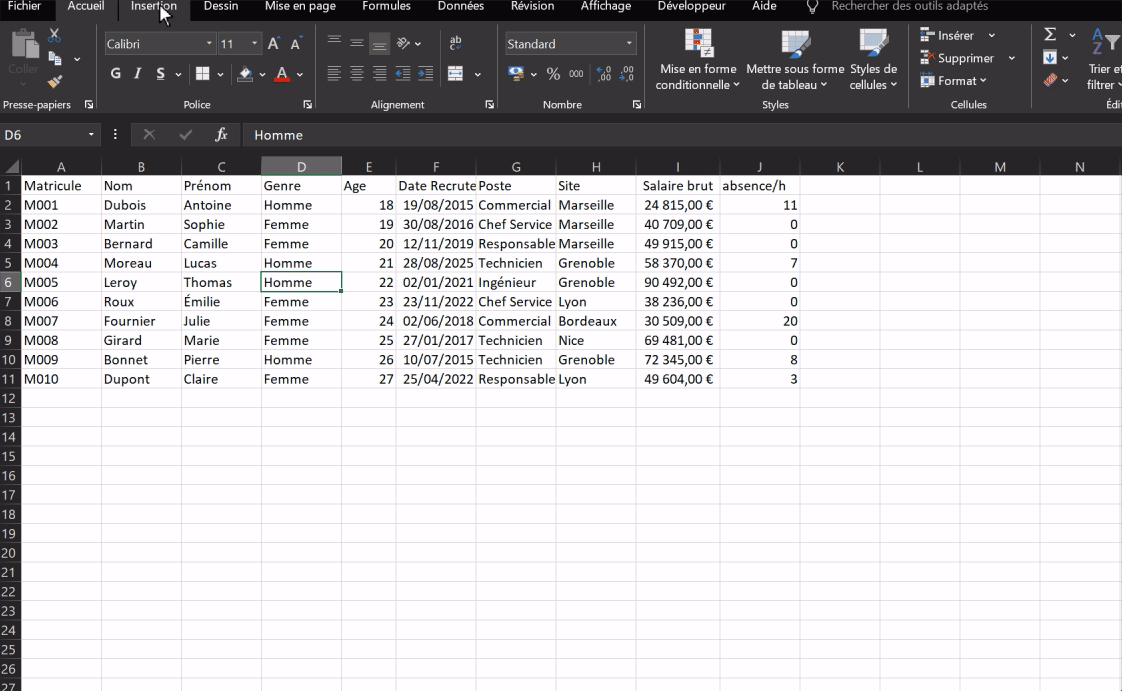 Fichier Accueil Insertion Dessin Mise en page Formules Données Révision Affichage Développeur Aide Rechercher des outils adaptés
Coller
Calibri 11 A A ab Standard
G I S A % 000
Mise en forme conditionnelle
Mettre sous forme de tableau
Styles de cellules
Insérer
Supprimer
Format
Σ
Trier et
filtrer
Presse-papiers Police Alignement Nombre Styles Cellules Édi
D6 fx Homme
A B C D E F G H I J K L M N
1 Matricule Nom Prénom Genre Age Date Recrute Poste Site Salaire brut absence/h
2 M001 Dubois Antoine Homme 18 19/08/2015 Commercial Marseille 24 815,00 € 11
3 M002 Martin Sophie Femme 19 30/08/2016 Chef Service Marseille 40 709,00 € 0
4 M003 Bernard Camille Femme 20 12/11/2019 Responsable Marseille 49 915,00 € 0
5 M004 Moreau Lucas Homme 21 28/08/2025 Technicien Grenoble 58 370,00 € 7
6 M005 Leroy Thomas Homme 22 02/01/2021 Ingénieur Grenoble 90 492,00 € 0
7 M006 Roux Émilie Femme 23 23/11/2022 Chef Service Lyon 38 236,00 € 0
8 M007 Fournier Julie Femme 24 02/06/2018 Commercial Bordeaux 30 509,00 € 20
9 M008 Girard Marie Femme 25 27/01/2017 Technicien Nice 69 481,00 € 0
10 M009 Bonnet Pierre Homme 26 10/07/2015 Technicien Grenoble 72 345,00 € 8
11 M010 Dupont Claire Femme 27 25/04/2022 Responsable Lyon 49 604,00 € 3
12
13
14
15
16
17
18
19
20
21
22
23
24
25
26
27